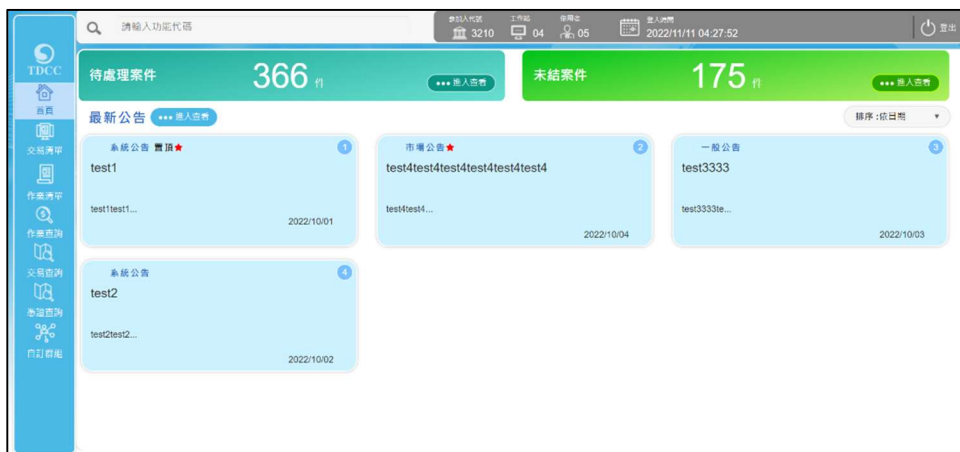 請輸入功能代碼
參加人代號 工作站 使用者 登入時間
3210 04 05 2022/11/11 04:27:52 登出
TDCC
首頁
交易清單
作業清單
作業查詢
交易查詢
憑證查詢
自訂群組
待處理案件 366 件 ●●● 進入查看
未結案件 175 件 ●●● 進入查看
最新公告 ●●● 進入查看
排序:依日期
系統公告 置頂★ 1
test1
test1test1...
2022/10/01
市場公告★ 2
test4test4test4test4test4test4
test4test4...
2022/10/04
一般公告 3
test3333
test3333te...
2022/10/03
系統公告 4
test2
test2test2...
2022/10/02